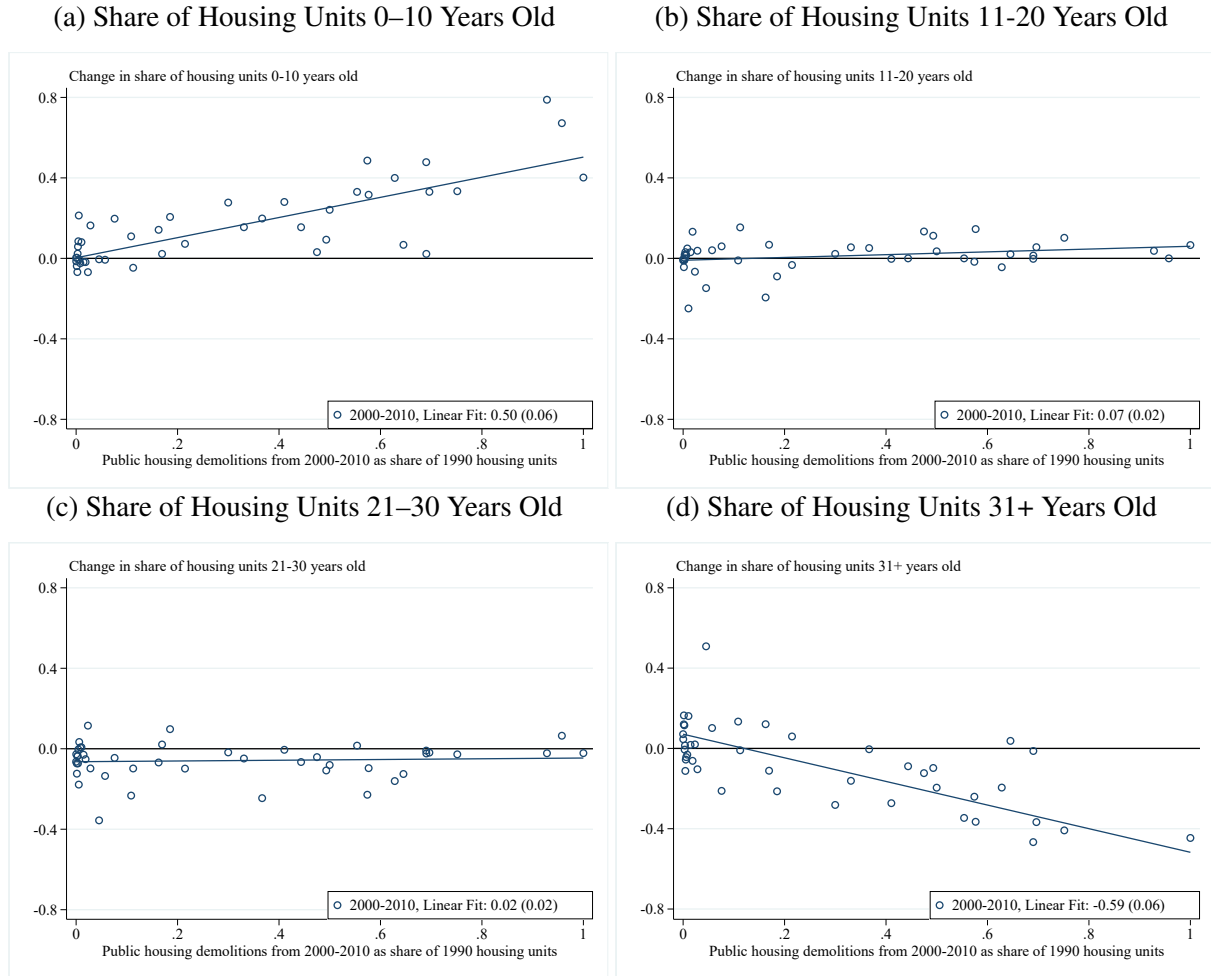 (a) Share of Housing Units 0–10 Years Old
Change in share of housing units 0-10 years old
0.8
0.4
0.0
-0.4
-0.8
2000-2010, Linear Fit: 0.50 (0.06)
0 .2 .4 .6 .8 1
Public housing demolitions from 2000-2010 as share of 1990 housing units
(b) Share of Housing Units 11-20 Years Old
Change in share of housing units 11-20 years old
0.8
0.4
0.0
-0.4
-0.8
2000-2010, Linear Fit: 0.07 (0.02)
0 .2 .4 .6 .8 1
Public housing demolitions from 2000-2010 as share of 1990 housing units
(c) Share of Housing Units 21–30 Years Old
Change in share of housing units 21-30 years old
0.8
0.4
0.0
-0.4
-0.8
2000-2010, Linear Fit: 0.02 (0.02)
0 .2 .4 .6 .8 1
Public housing demolitions from 2000-2010 as share of 1990 housing units
(d) Share of Housing Units 31+ Years Old
Change in share of housing units 31+ years old
0.8
0.4
0.0
-0.4
-0.8
2000-2010, Linear Fit: -0.59 (0.06)
0 .2 .4 .6 .8 1
Public housing demolitions from 2000-2010 as share of 1990 housing units